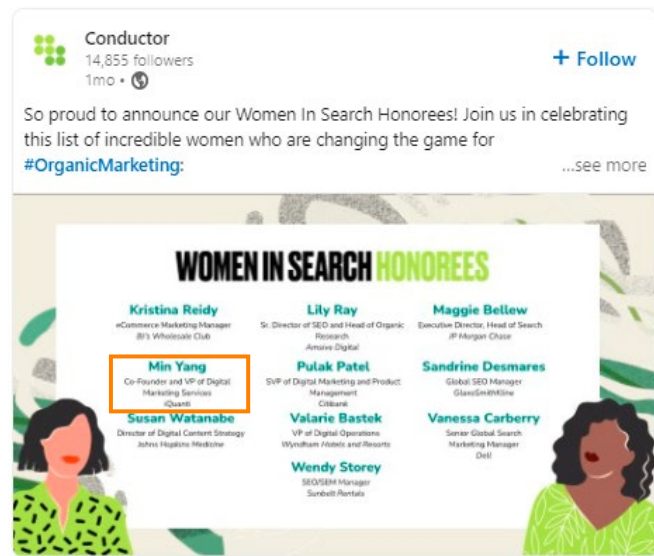 Conductor
14,855 followers
1mo •
+ Follow
So proud to announce our Women In Search Honorees! Join us in celebrating
this list of incredible women who are changing the game for
#OrganicMarketing:
...see more
WOMEN IN SEARCH HONOREES
Kristina Reidy
eCommerce Marketing Manager
BJ's Wholesale Club
Lily Ray
Sr. Director of SEO and Head of Organic
Research
Amsive Digital
Maggie Bellew
Executive Director, Head of Search
JP Morgan Chase
Min Yang
Co-Founder and VP of Digital
Marketing Services
iQuanti
Pulak Patel
SVP of Digital Marketing and Product
Management
Citibank
Sandrine Desmares
Global SEO Manager
GlaxoSmithKline
Susan Watanabe
Director of Digital Content Strategy
Johns Hopkins Medicine
Valarie Bastek
VP of Digital Operations
Wyndham Hotels and Resorts
Vanessa Carberry
Senior Global Search
Marketing Manager
Dell
Wendy Storey
SEO/SEM Manager
Sunbelt Rentals